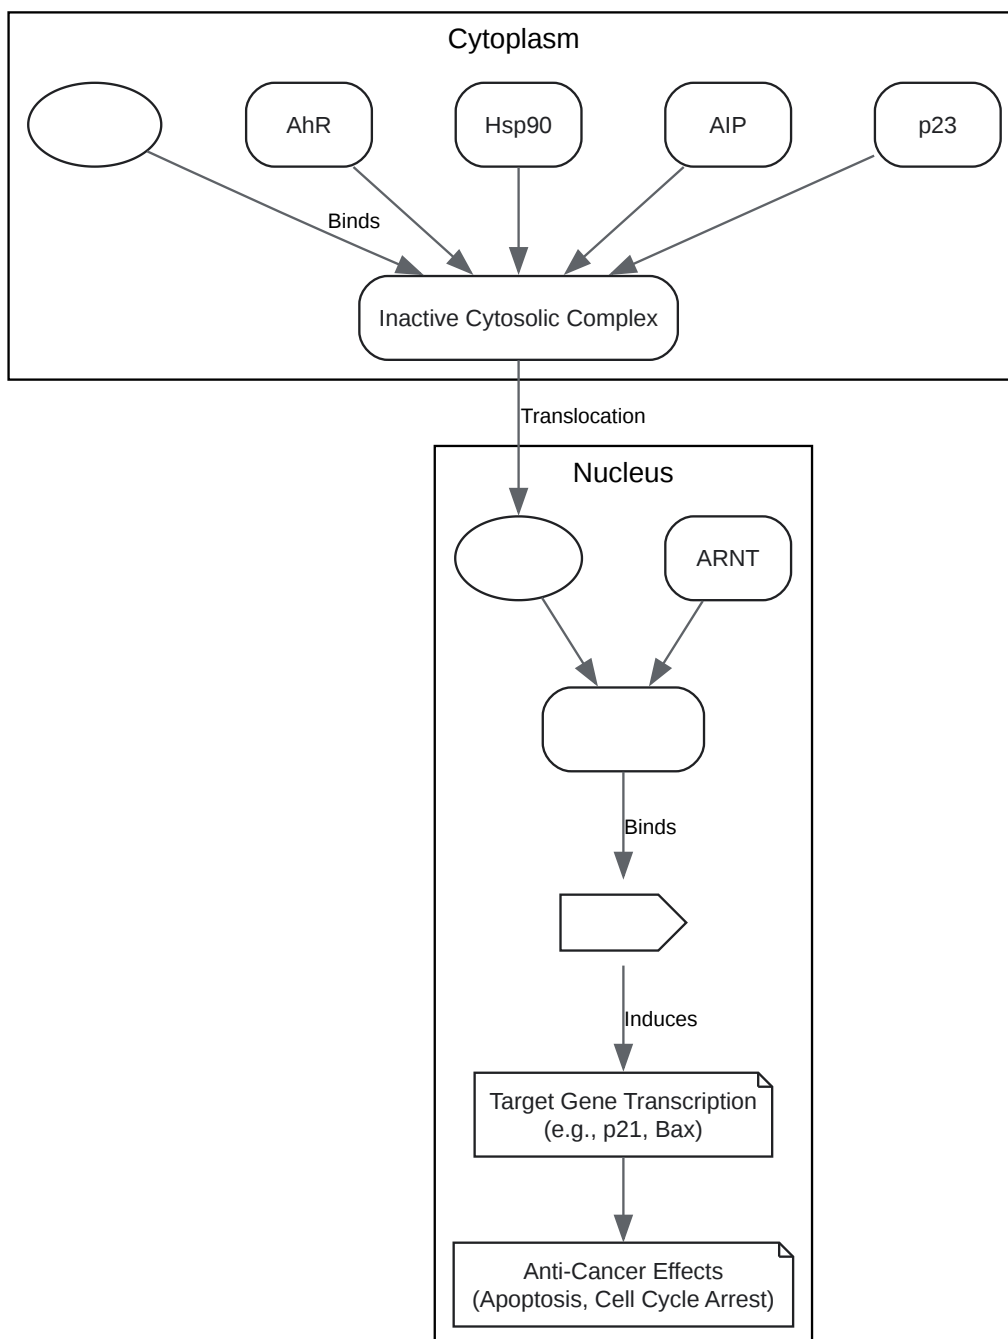 Cytoplasm
AhR
Hsp90
AIP
p23
Binds
Inactive Cytosolic Complex
Translocation
Nucleus
ARNT
Binds
Induces
Target Gene Transcription
(e.g., p21, Bax)
Anti-Cancer Effects
(Apoptosis, Cell Cycle Arrest)